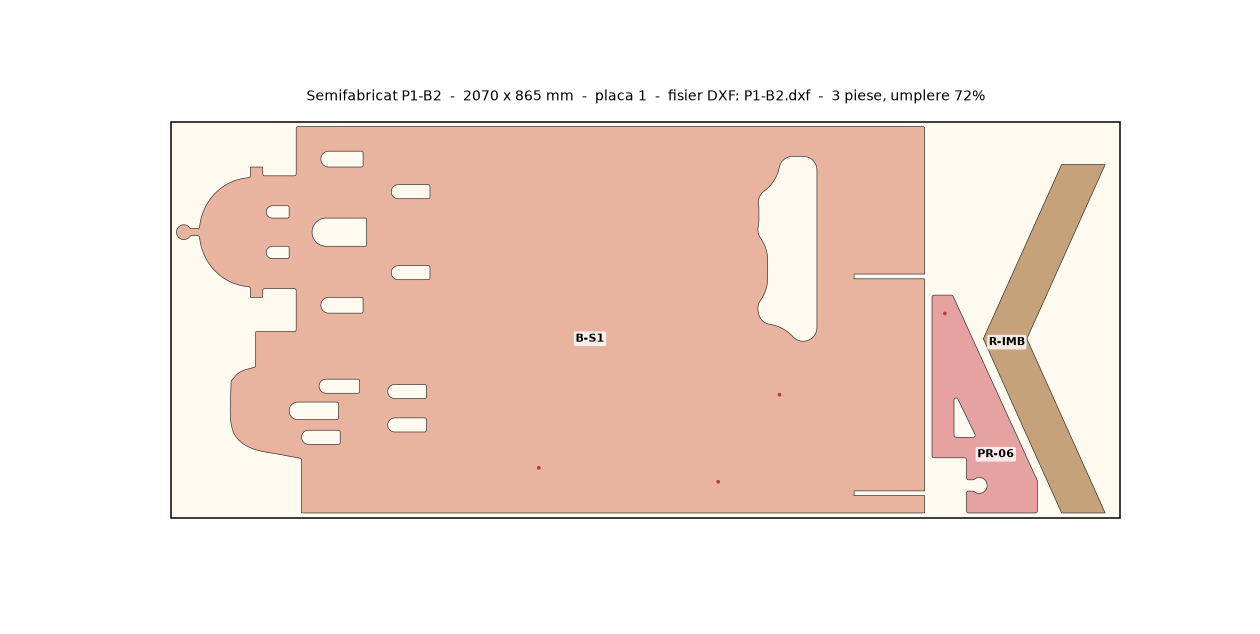 Semifabricat P1-B2 - 2070 x 865 mm - placa 1 - fisier DXF: P1-B2.dxf - 3 piese, umplere 72%
B-S1
R-IMB
PR-06